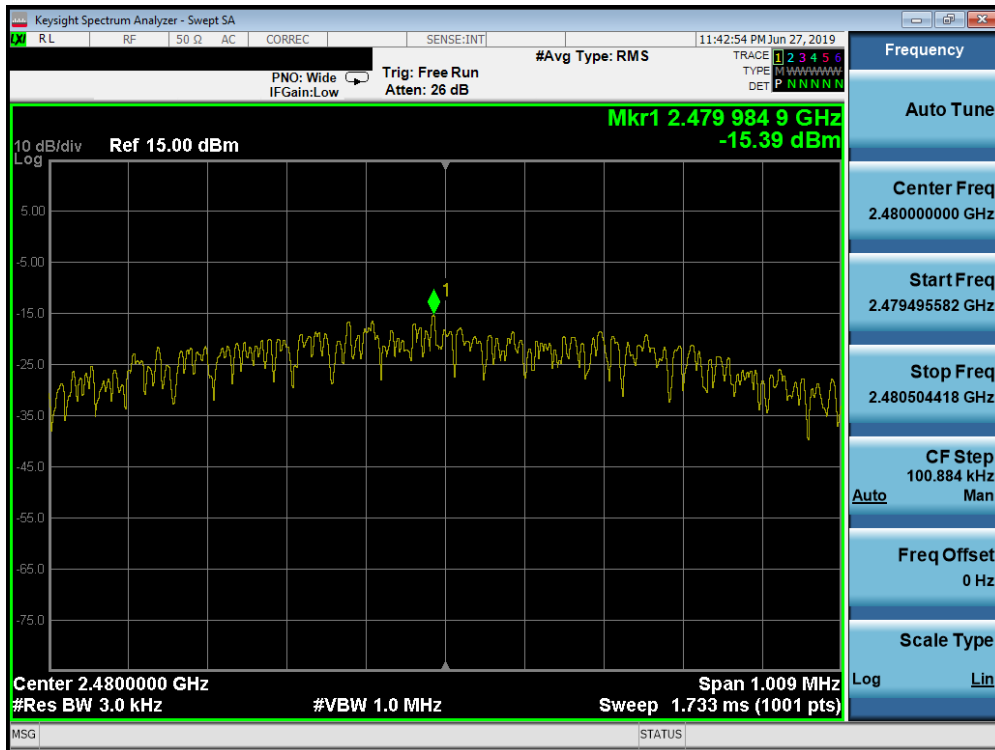 Keysight Spectrum Analyzer - Swept SA
LXI RL RF 50 Ω AC CORREC SENSE:INT 11:42:54 PM Jun 27, 2019
#Avg Type: RMS
TRACE 1 2 3 4 5 6
PNO: Wide Trig: Free Run TYPE M WWWWW
IFGain:Low Atten: 26 dB DET P N N N N N
Mkr1 2.479 984 9 GHz
-15.39 dBm
10 dB/div Ref 15.00 dBm
Log
1
5.00
-5.00
-15.0
-25.0
-35.0
-45.0
-55.0
-65.0
-75.0
Center 2.4800000 GHz Span 1.009 MHz
#Res BW 3.0 kHz #VBW 1.0 MHz Sweep 1.733 ms (1001 pts)
MSG STATUS
Frequency
Auto Tune
Center Freq
2.480000000 GHz
Start Freq
2.479495582 GHz
Stop Freq
2.480504418 GHz
CF Step
100.884 kHz
Auto Man
Freq Offset
0 Hz
Scale Type
Log Lin